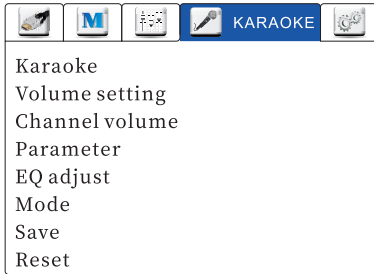 M
KARAOKE
Karaoke
Volume setting
Channel volume
Parameter
EQ adjust
Mode
Save
Reset